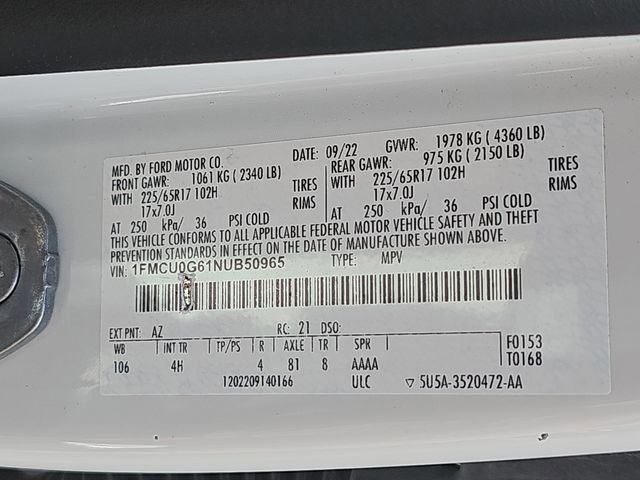 MFD. BY FORD MOTOR CO. DATE: 09/22 GVWR: 1978 KG ( 4360 LB)
FRONT GAWR: 1061 KG ( 2340 LB) REAR GAWR: 975 KG ( 2150 LB)
WITH 225/65R17 102H TIRES WITH 225/65R17 102H TIRES
17x7.0J RIMS 17x7.0J RIMS
AT 250 kPa/ 36 PSI COLD AT 250 kPa/ 36 PSI COLD
THIS VEHICLE CONFORMS TO ALL APPLICABLE FEDERAL MOTOR VEHICLE SAFETY AND THEFT
PREVENTION STANDARDS IN EFFECT ON THE DATE OF MANUFACTURE SHOWN ABOVE.
VIN: 1FMCU0G61NUB50965 TYPE: MPV
EXT PNT: AZ RC: 21 DSO:
WB INT TR TP/PS R AXLE TR SPR F0153
106 4H 4 81 8 AAAA T0168
1202209140166 ULC 5U5A-3520472-AA